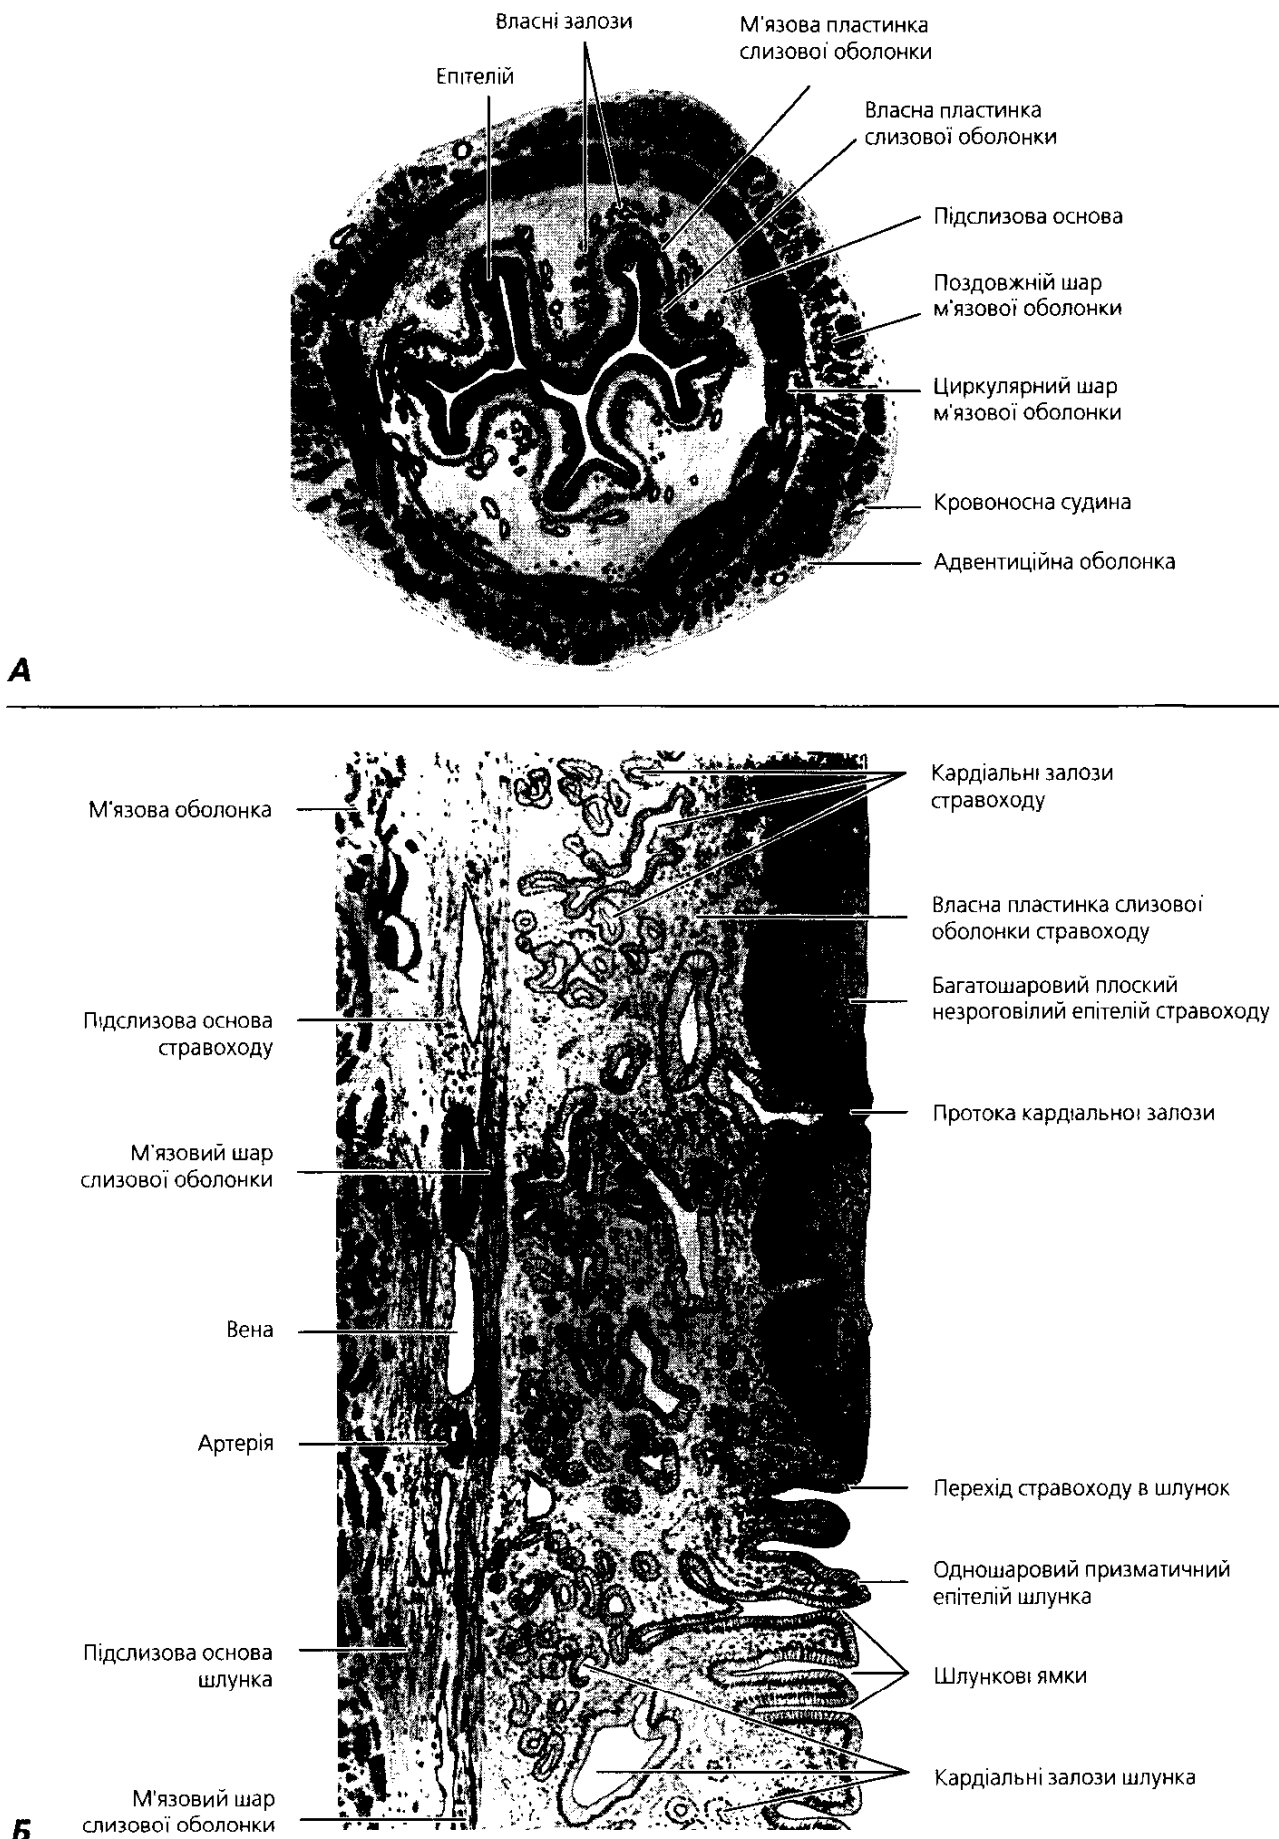 Власні залози
М'язова пластинка
слизової оболонки
Епітелій
Власна пластинка
слизової оболонки
Підслизова основа
Поздовжній шар
м'язової оболонки
Циркулярний шар
м'язової оболонки
Кровоносна судина
Адвентиційна оболонка
А
Кардіальні залози
стравоходу
М'язова оболонка
Власна пластинка слизової
оболонки стравоходу
Багатошаровий плоский
незроговілий епітелій стравоходу
Підслизова основа
стравоходу
Протока кардіальної залози
М'язовий шар
слизової оболонки
Вена
Артерія
Перехід стравоходу в шлунок
Одношаровий призматичний
епітелій шлунка
Підслизова основа
шлунка
Шлункові ямки
Кардіальні залози шлунка
М'язовий шар
слизової оболонки
Б